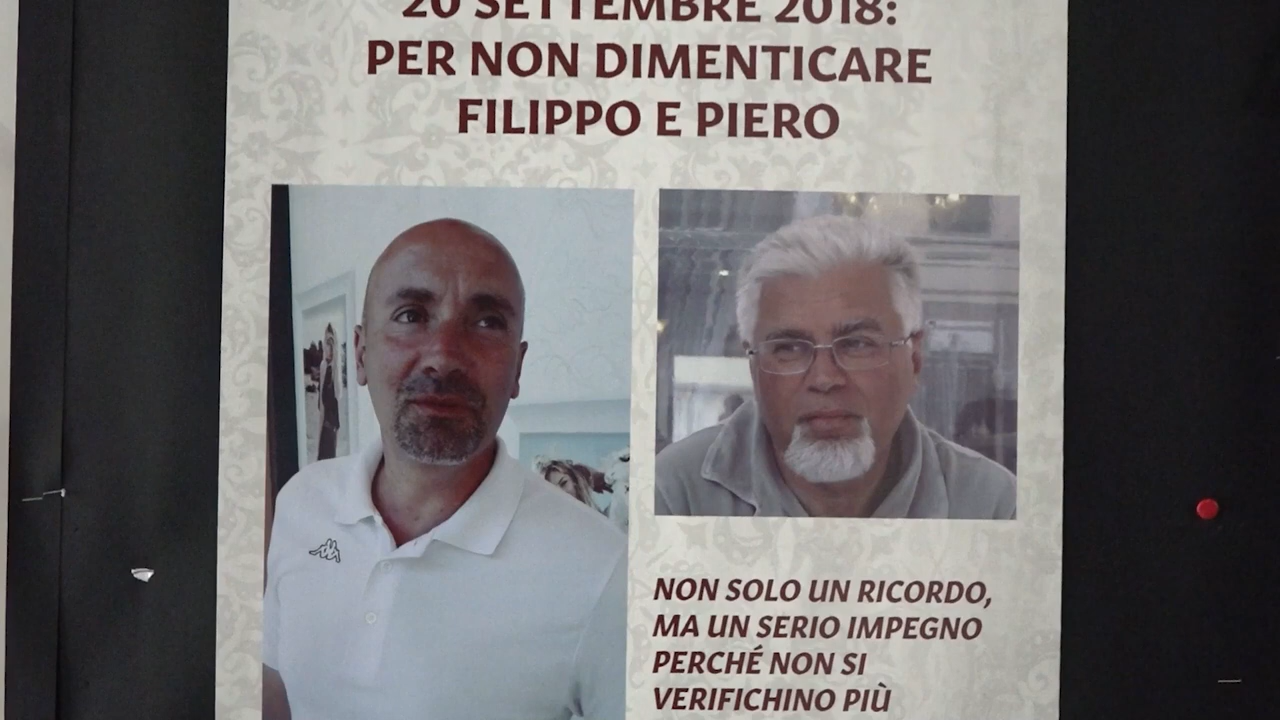 20 SETTEMBRE 2018:
PER NON DIMENTICARE
FILIPPO E PIERO
NON SOLO UN RICORDO,
MA UN SERIO IMPEGNO
PERCHÉ NON SI
VERIFICHINO PIÙ